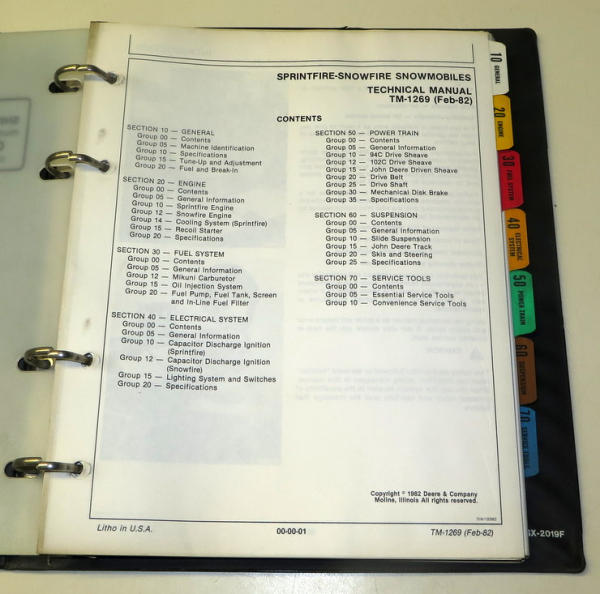 SPRINTFIRE-SNOWFIRE SNOWMOBILES
TECHNICAL MANUAL
TM-1269 (Feb-82)
CONTENTS
SECTION 10 — GENERAL
Group 00 — Contents
Group 05 — Machine Identification
Group 10 — Specifications
Group 15 — Tune-Up and Adjustment
Group 20 — Fuel and Break-In
SECTION 20 — ENGINE
Group 00 — Contents
Group 05 — General Information
Group 10 — Sprintfire Engine
Group 12 — Snowfire Engine
Group 14 — Cooling System (Sprintfire)
Group 15 — Recoil Starter
Group 20 — Specifications
SECTION 30 — FUEL SYSTEM
Group 00 — Contents
Group 05 — General Information
Group 12 — Mikuni Carburetor
Group 15 — Oil Injection System
Group 20 — Fuel Pump, Fuel Tank, Screen
and In-Line Fuel Filter
SECTION 40 — ELECTRICAL SYSTEM
Group 00 — Contents
Group 05 — General Information
Group 10 — Capacitor Discharge Ignition
(Sprintfire)
Group 12 — Capacitor Discharge Ignition
(Snowfire)
Group 15 — Lighting System and Switches
Group 20 — Specifications
SECTION 50 — POWER TRAIN
Group 00 — Contents
Group 05 — General Information
Group 10 — 94C Drive Sheave
Group 12 — 102C Drive Sheave
Group 15 — John Deere Driven Sheave
Group 20 — Drive Belt
Group 25 — Drive Shaft
Group 30 — Mechanical Disk Brake
Group 35 — Specifications
SECTION 60 — SUSPENSION
Group 00 — Contents
Group 05 — General Information
Group 10 — Slide Suspension
Group 15 — John Deere Track
Group 20 — Skis and Steering
Group 25 — Specifications
SECTION 70 — SERVICE TOOLS
Group 00 — Contents
Group 05 — Essential Service Tools
Group 10 — Convenience Service Tools
Copyright © 1982 Deere & Company
Moline, Illinois All rights reserved.
Litho in U.S.A.
00-00-01
TM-1269 (Feb-82)
10 GENERAL
20 ENGINE
30 FUEL SYSTEM
40 ELECTRICAL
SYSTEM
50 POWER TRAIN
60 SUSPENSION
70 SERVICE TOOLS
SX-2019F